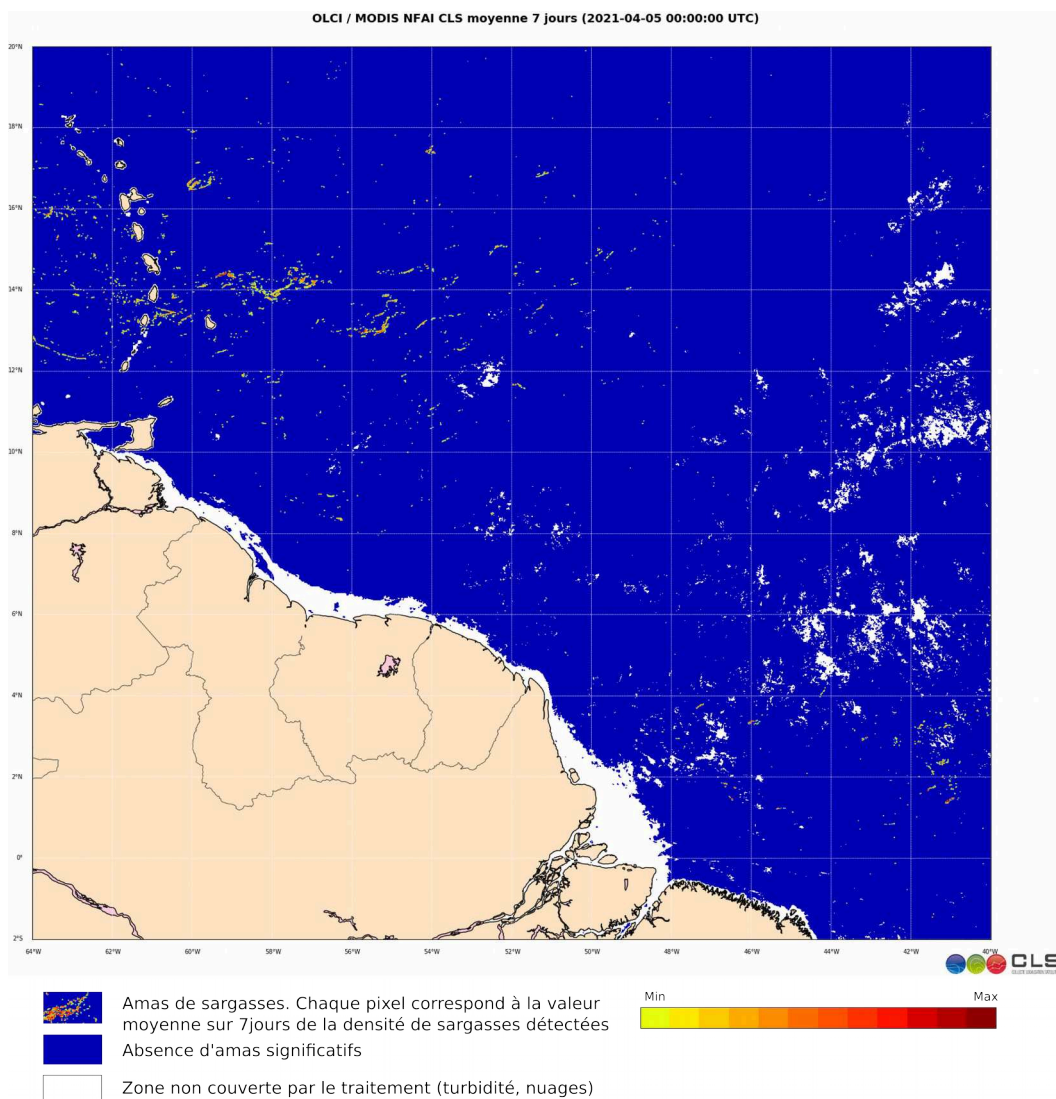 OLCI / MODIS NFAI CLS moyenne 7 jours (2021-04-05 00:00:00 UTC)
20°N
18°N
16°N
14°N
12°N
10°N
8°N
6°N
4°N
2°N
0°
2°S
64°W 62°W 60°W 58°W 56°W 54°W 52°W 50°W 48°W 46°W 44°W 42°W 40°W
CLS
Min Max
Amas de sargasses. Chaque pixel correspond à la valeur
moyenne sur 7jours de la densité de sargasses détectées
Absence d'amas significatifs
Zone non couverte par le traitement (turbidité, nuages)